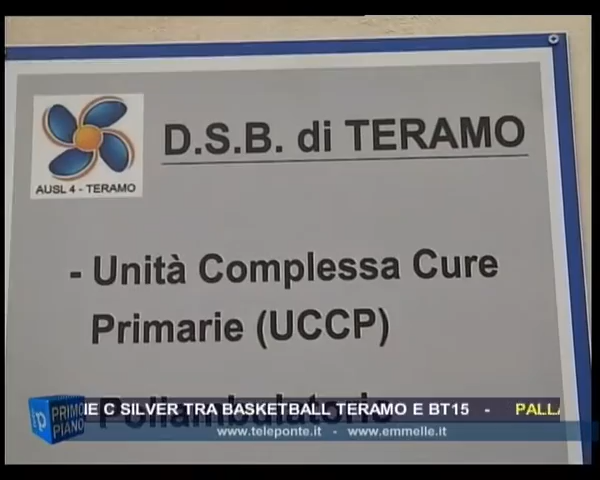 D.S.B. di TERAMO
AUSL 4 - TERAMO
- Unità Complessa Cure
Primarie (UCCP)
Poliambulatorio
PRIMO
PIANO
IE C SILVER TRA BASKETBALL TERAMO E BT15 - PALLA
www.teleponte.it - www.emmelle.it